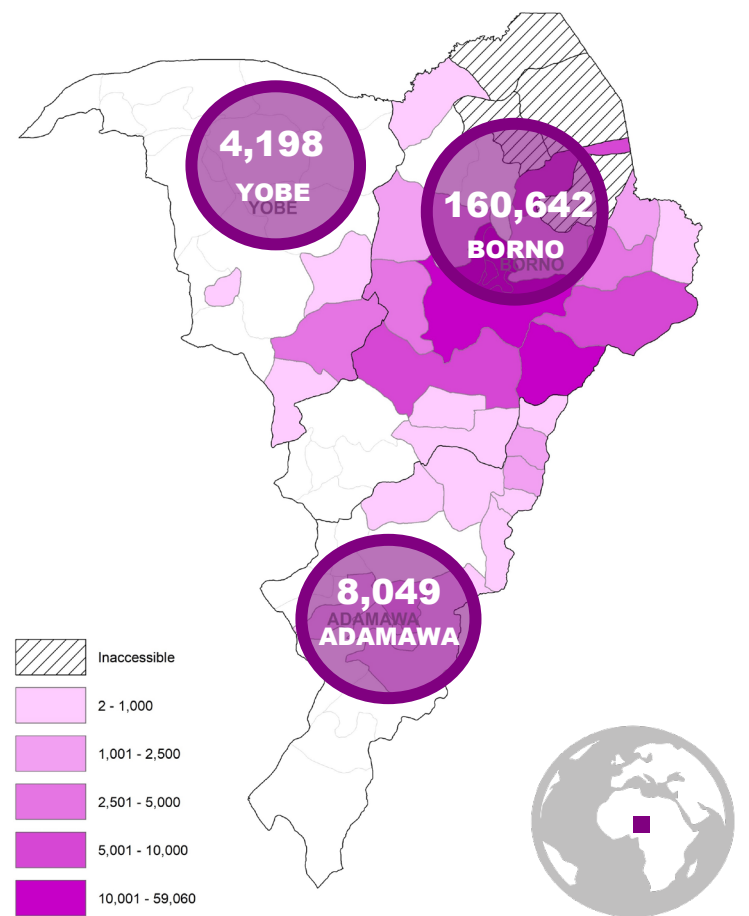 4,198
YOBE
YOBE
160,642
BORNO
BORNO
8,049
ADAMAWA
ADAMAWA
Inaccessible
2 - 1,000
1,001 - 2,500
2,501 - 5,000
5,001 - 10,000
10,001 - 59,060